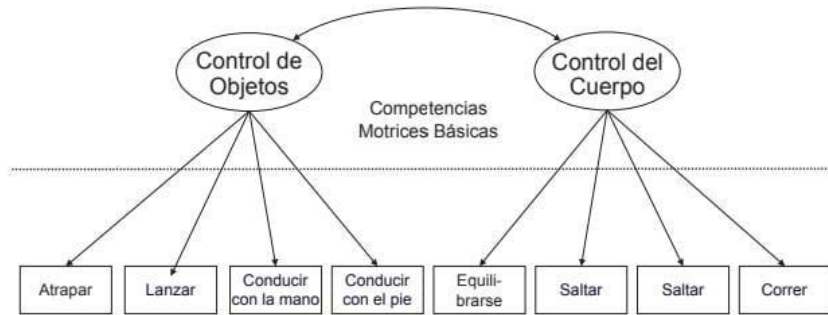 Control de
Objetos
Control del
Cuerpo
Competencias
Motrices Básicas
Atrapar
Lanzar
Conducir
con la mano
Conducir
con el pie
Equili-
brarse
Saltar
Saltar
Correr